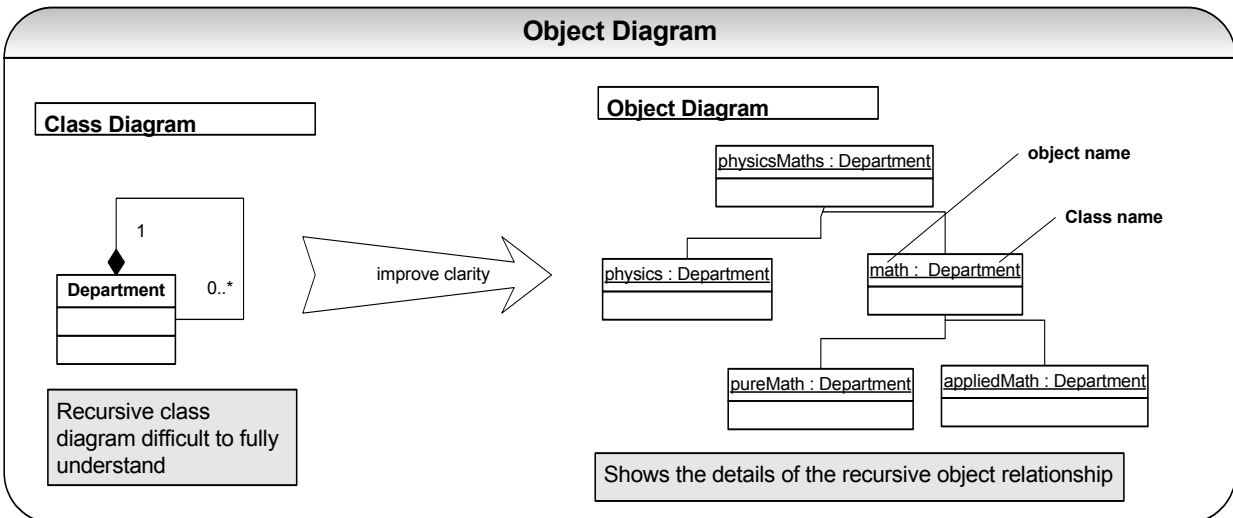 Object Diagram
Class Diagram
1
Department
0..*
Recursive class
diagram difficult to fully
understand
improve clarity
Object Diagram
physicsMaths : Department
object name
Class name
physics : Department
math :  Department
pureMath : Department
appliedMath : Department
Shows the details of the recursive object relationship